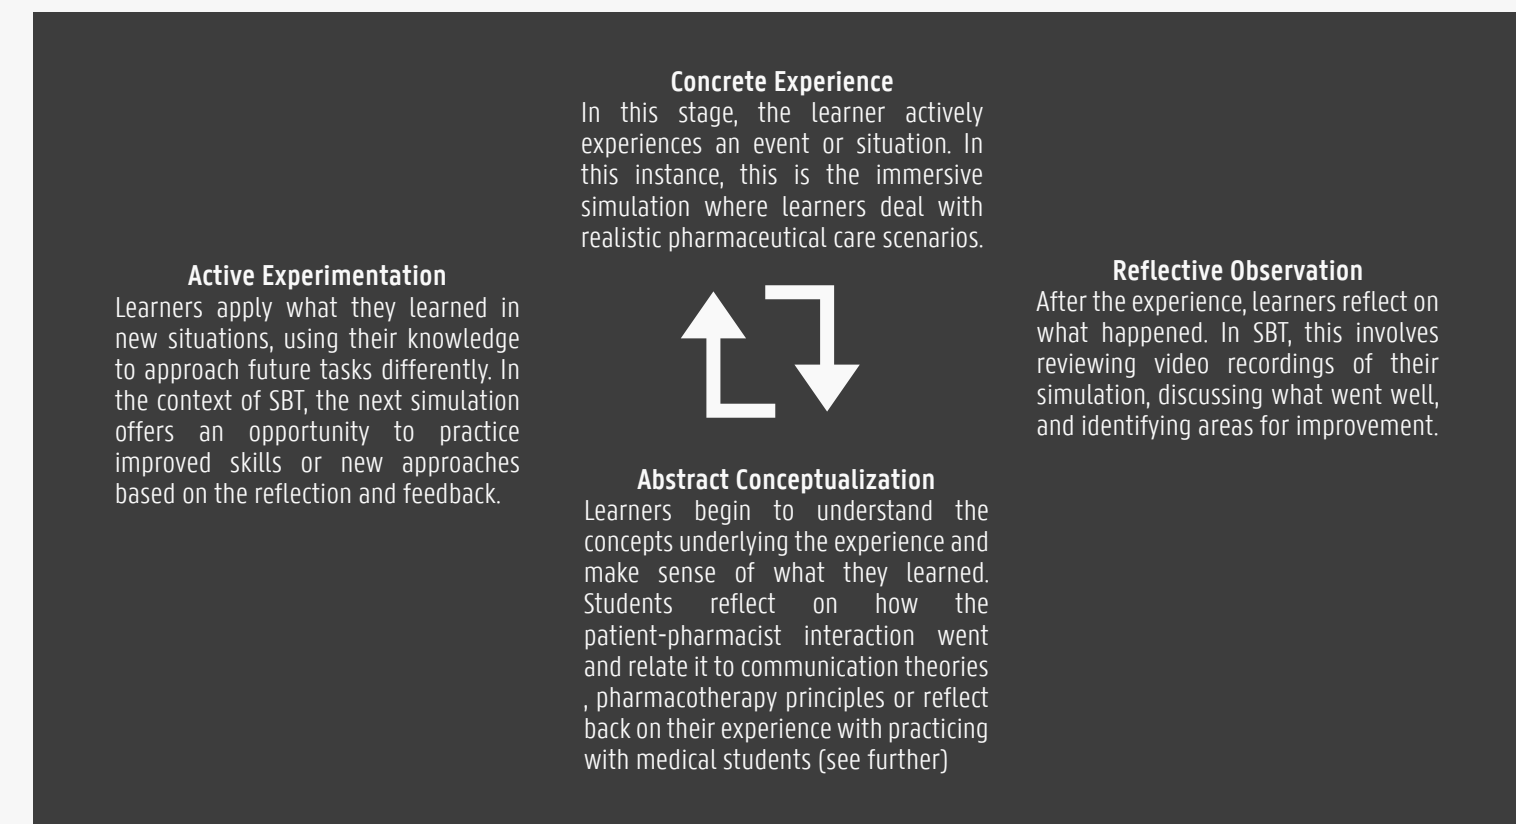 Concrete Experience
In this stage, the learner actively
experiences an event or situation. In
this instance, this is the immersive
simulation where learners deal with
realistic pharmaceutical care scenarios.
Active Experimentation
Learners apply what they learned in
new situations, using their knowledge
to approach future tasks differently. In
the context of SBT, the next simulation
offers an opportunity to practice
improved skills or new approaches
based on the reflection and feedback.
Reflective Observation
After the experience, learners reflect on
what happened. In SBT, this involves
reviewing video recordings of their
simulation, discussing what went well,
and identifying areas for improvement.
Abstract Conceptualization
Learners begin to understand the
concepts underlying the experience and
make sense of what they learned.
Students reflect on how the
patient-pharmacist interaction went
and relate it to communication theories
, pharmacotherapy principles or reflect
back on their experience with practicing
with medical students (see further)